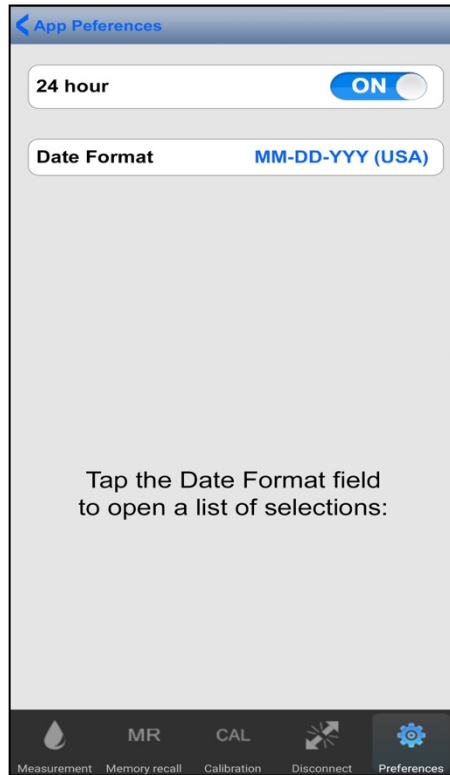 App Peferences
24 hour ON
Date Format MM-DD-YYY (USA)
Tap the Date Format field
to open a list of selections:
MR CAL
Measurement Memory recall Calibration Disconnect Preferences